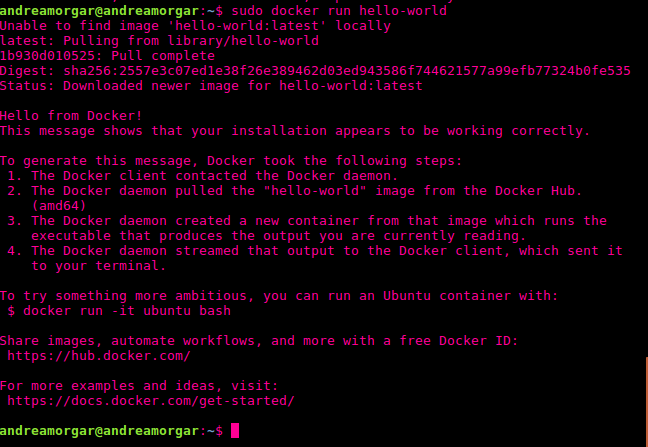 andreamorgar@andreamorgar:~$ sudo docker run hello-world
Unable to find image 'hello-world:latest' locally
latest: Pulling from library/hello-world
1b930d010525: Pull complete
Digest: sha256:2557e3c07ed1e38f26e389462d03ed943586f744621577a99efb77324b0fe535
Status: Downloaded newer image for hello-world:latest
Hello from Docker!
This message shows that your installation appears to be working correctly.
To generate this message, Docker took the following steps:
1. The Docker client contacted the Docker daemon.
2. The Docker daemon pulled the "hello-world" image from the Docker Hub.
(amd64)
3. The Docker daemon created a new container from that image which runs the
executable that produces the output you are currently reading.
4. The Docker daemon streamed that output to the Docker client, which sent it
to your terminal.
To try something more ambitious, you can run an Ubuntu container with:
$ docker run -it ubuntu bash
Share images, automate workflows, and more with a free Docker ID:
https://hub.docker.com/
For more examples and ideas, visit:
https://docs.docker.com/get-started/
andreamorgar@andreamorgar:~$